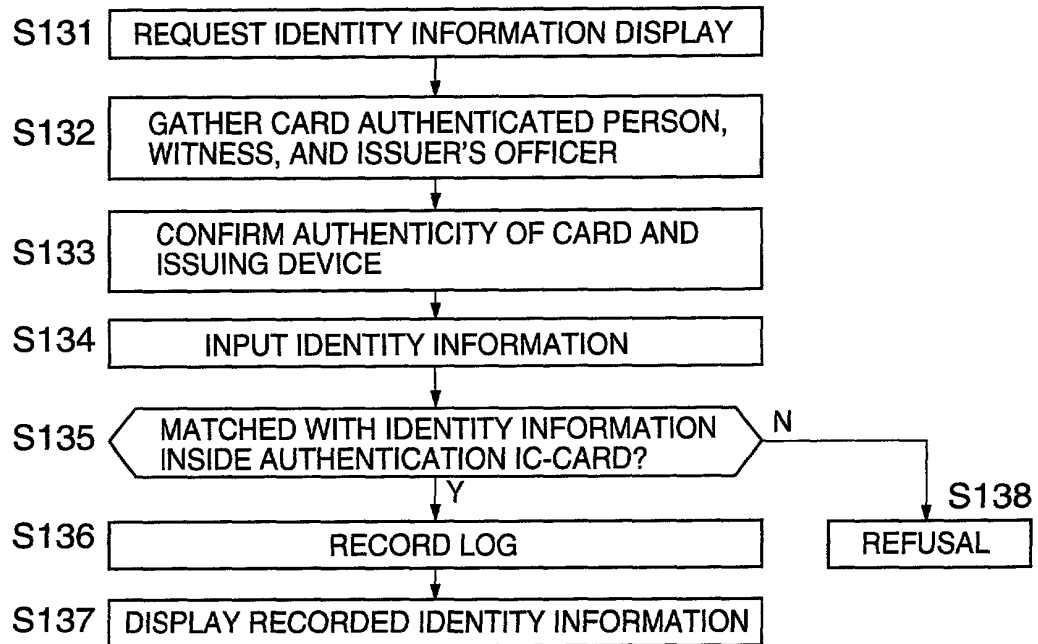 S131 REQUEST IDENTITY INFORMATION DISPLAY
S132 GATHER CARD AUTHENTICATED PERSON,
WITNESS, AND ISSUER'S OFFICER
S133 CONFIRM AUTHENTICITY OF CARD AND
ISSUING DEVICE
S134 INPUT IDENTITY INFORMATION
S135 MATCHED WITH IDENTITY INFORMATION
INSIDE AUTHENTICATION IC-CARD?
N
Y
S138
REFUSAL
S136 RECORD LOG
S137 DISPLAY RECORDED IDENTITY INFORMATION